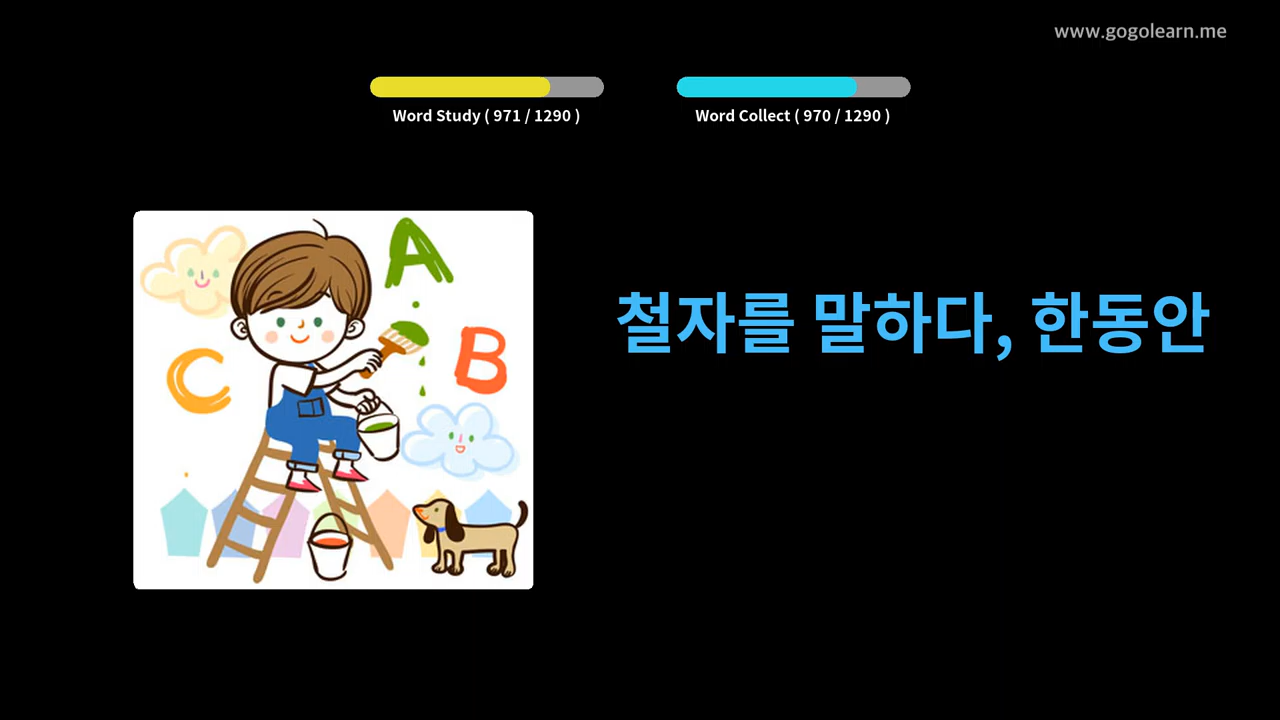 www.gogolearn.me
Word Study ( 971 / 1290 )
Word Collect ( 970 / 1290 )
A
B
C
철자를 말하다, 한동안